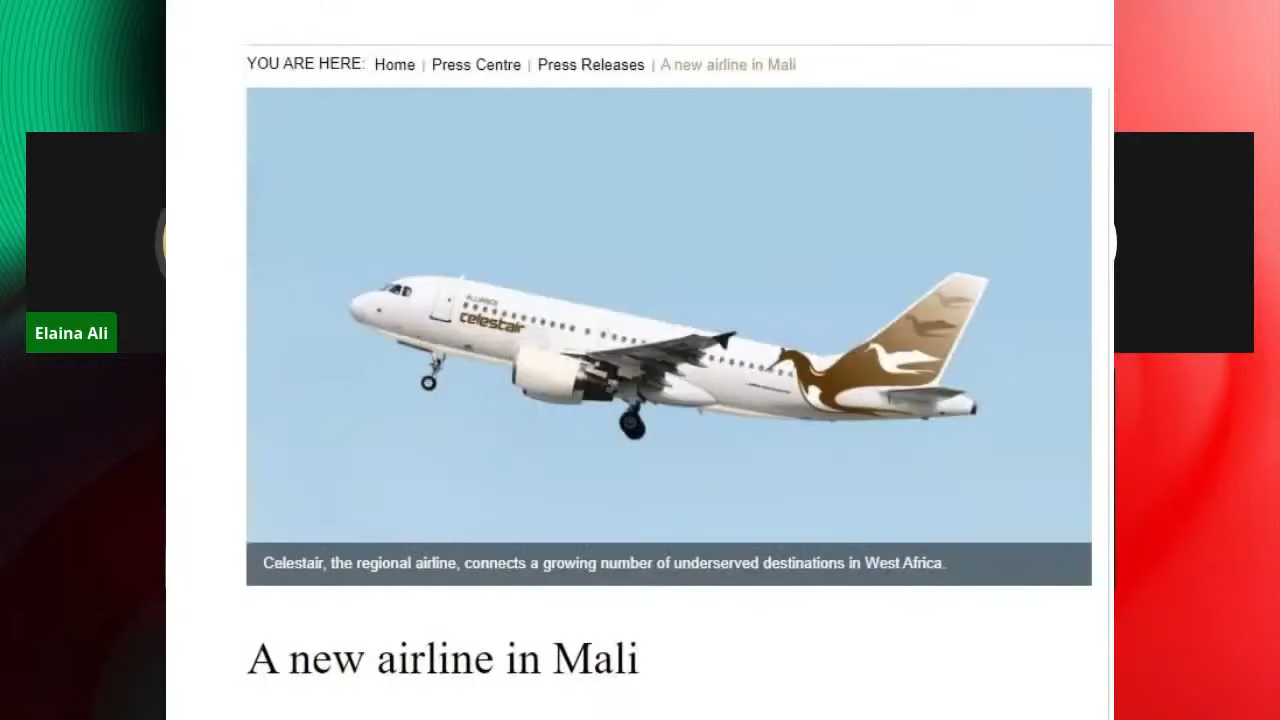 YOU ARE HERE: Home | Press Centre | Press Releases | A new airline in Mali
ALLIANCE
celestair
Elaina Ali
Celestair, the regional airline, connects a growing number of underserved destinations in West Africa.
A new airline in Mali